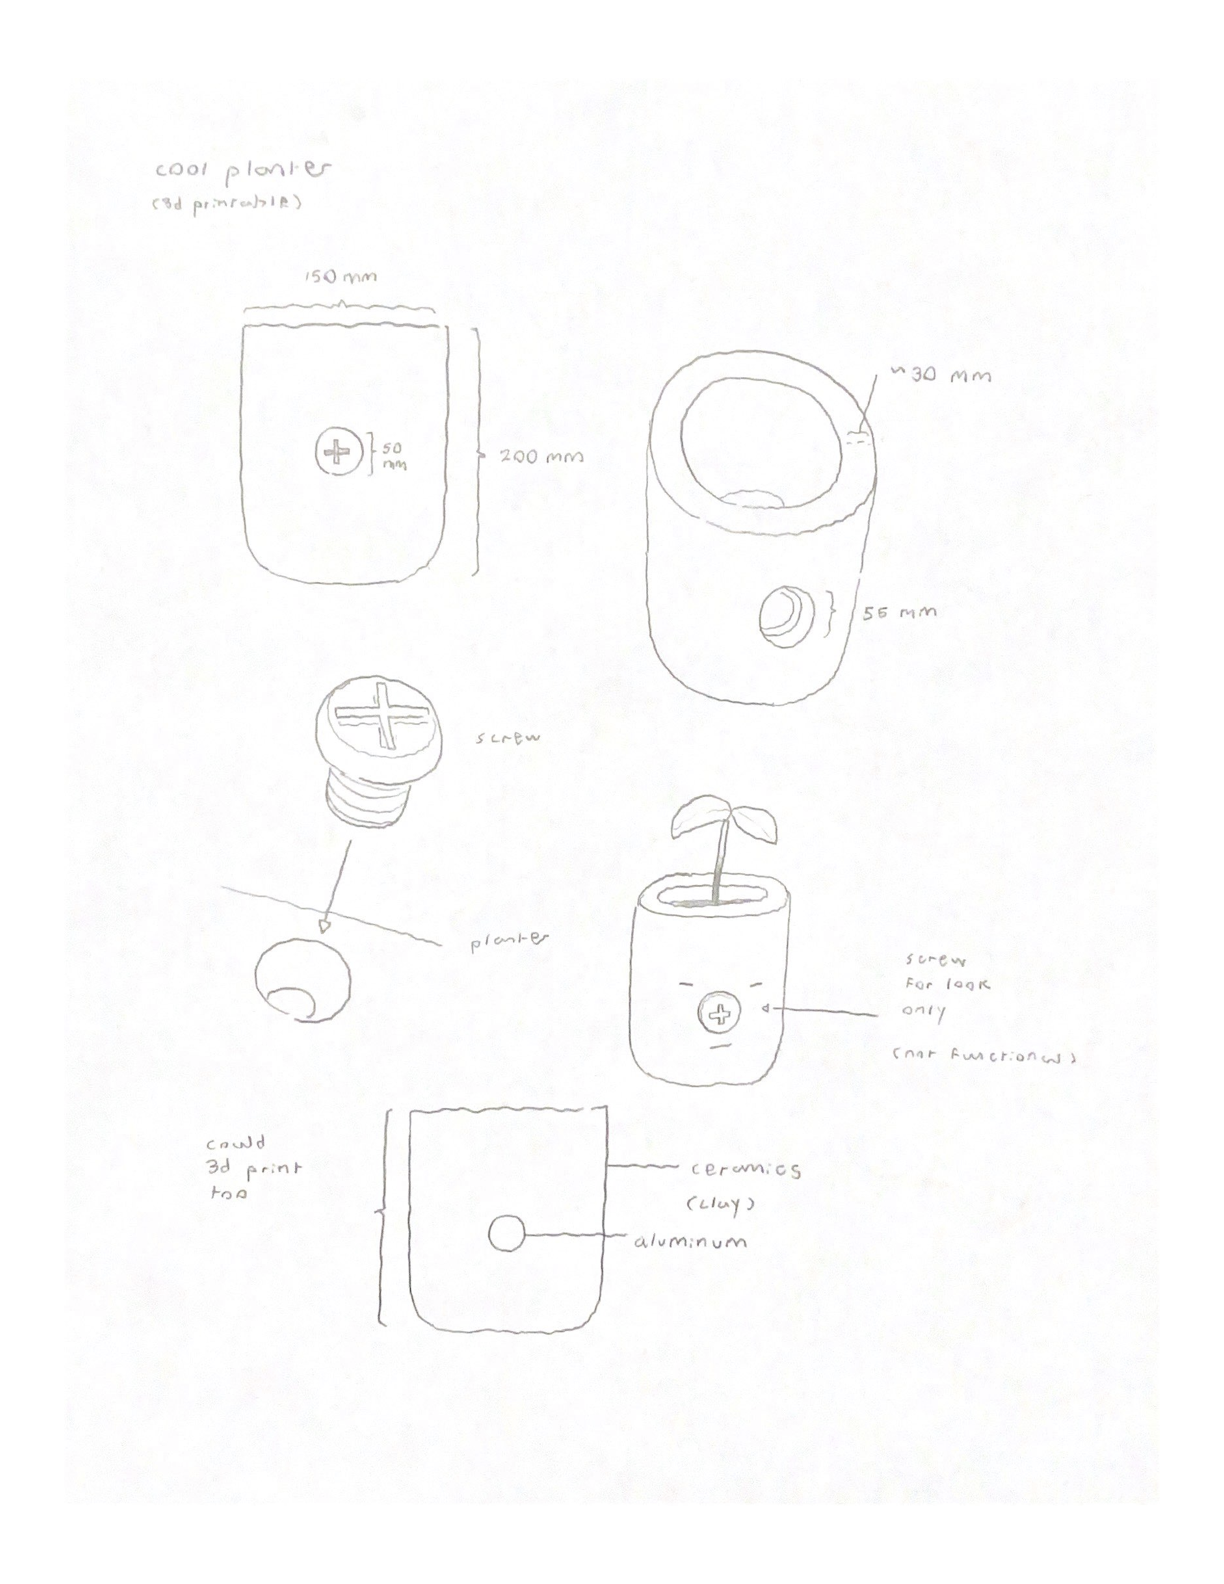 cool planter
(3d printable)
150 mm
50
mm
200 mm
~30 mm
55 mm
screw
planter
screw
for look
only
(not functional)
could
3d print
too
ceramics
(clay)
aluminum